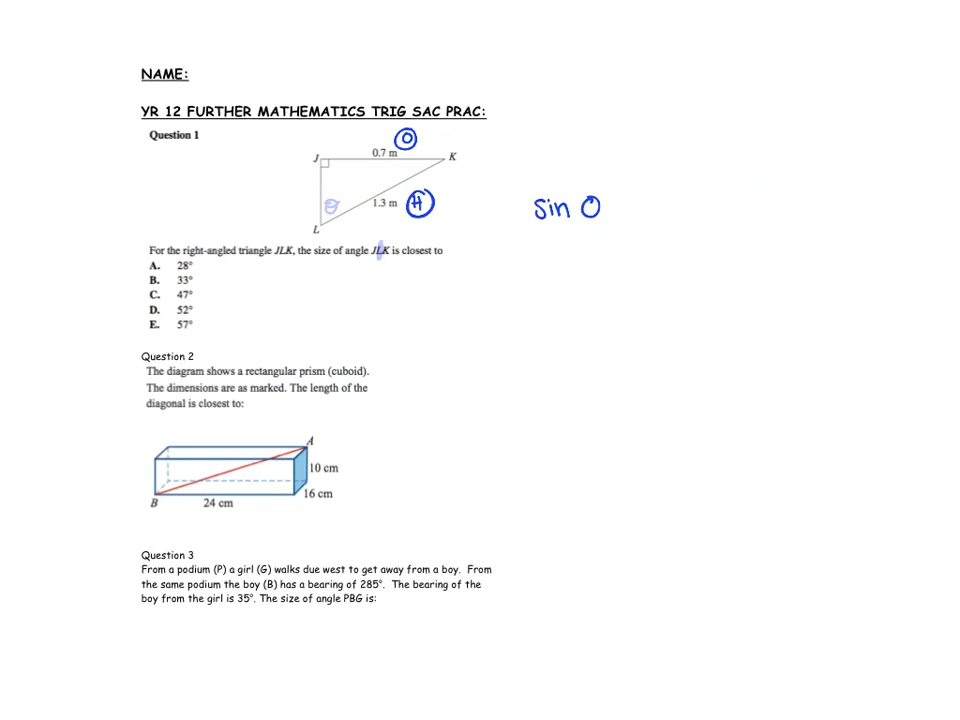 NAME:
YR 12 FURTHER MATHEMATICS TRIG SAC PRAC:
Question 1
O
0.7 m
J
K
θ
1.3 m
H
sin θ
L
For the right-angled triangle JLK, the size of angle JLK is closest to
A. 28°
B. 33°
C. 47°
D. 52°
E. 57°
Question 2
The diagram shows a rectangular prism (cuboid).
The dimensions are as marked. The length of the
diagonal is closest to:
A
10 cm
16 cm
B
24 cm
Question 3
From a podium (P) a girl (G) walks due west to get away from a boy. From
the same podium the boy (B) has a bearing of 285°. The bearing of the
boy from the girl is 35°. The size of angle PBG is: